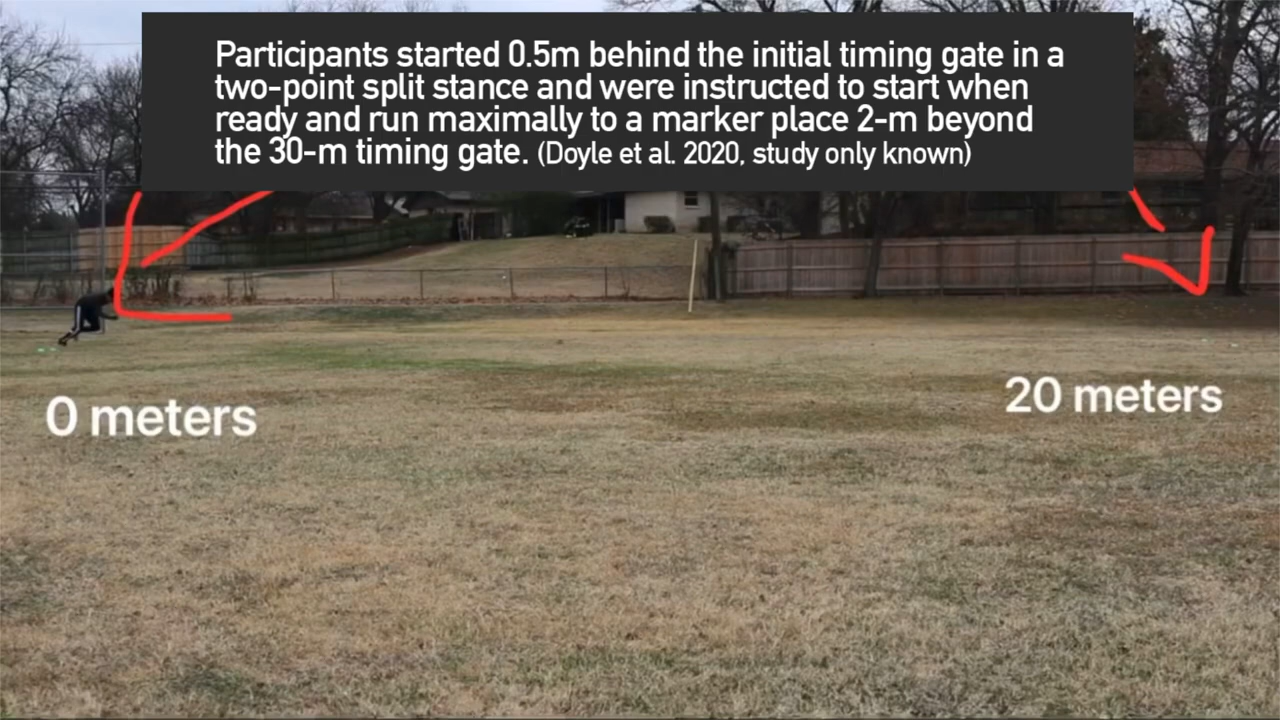 Participants started 0.5m behind the initial timing gate in a
two-point split stance and were instructed to start when
ready and run maximally to a marker place 2-m beyond
the 30-m timing gate. (Doyle et al. 2020, study only known)
0 meters
20 meters